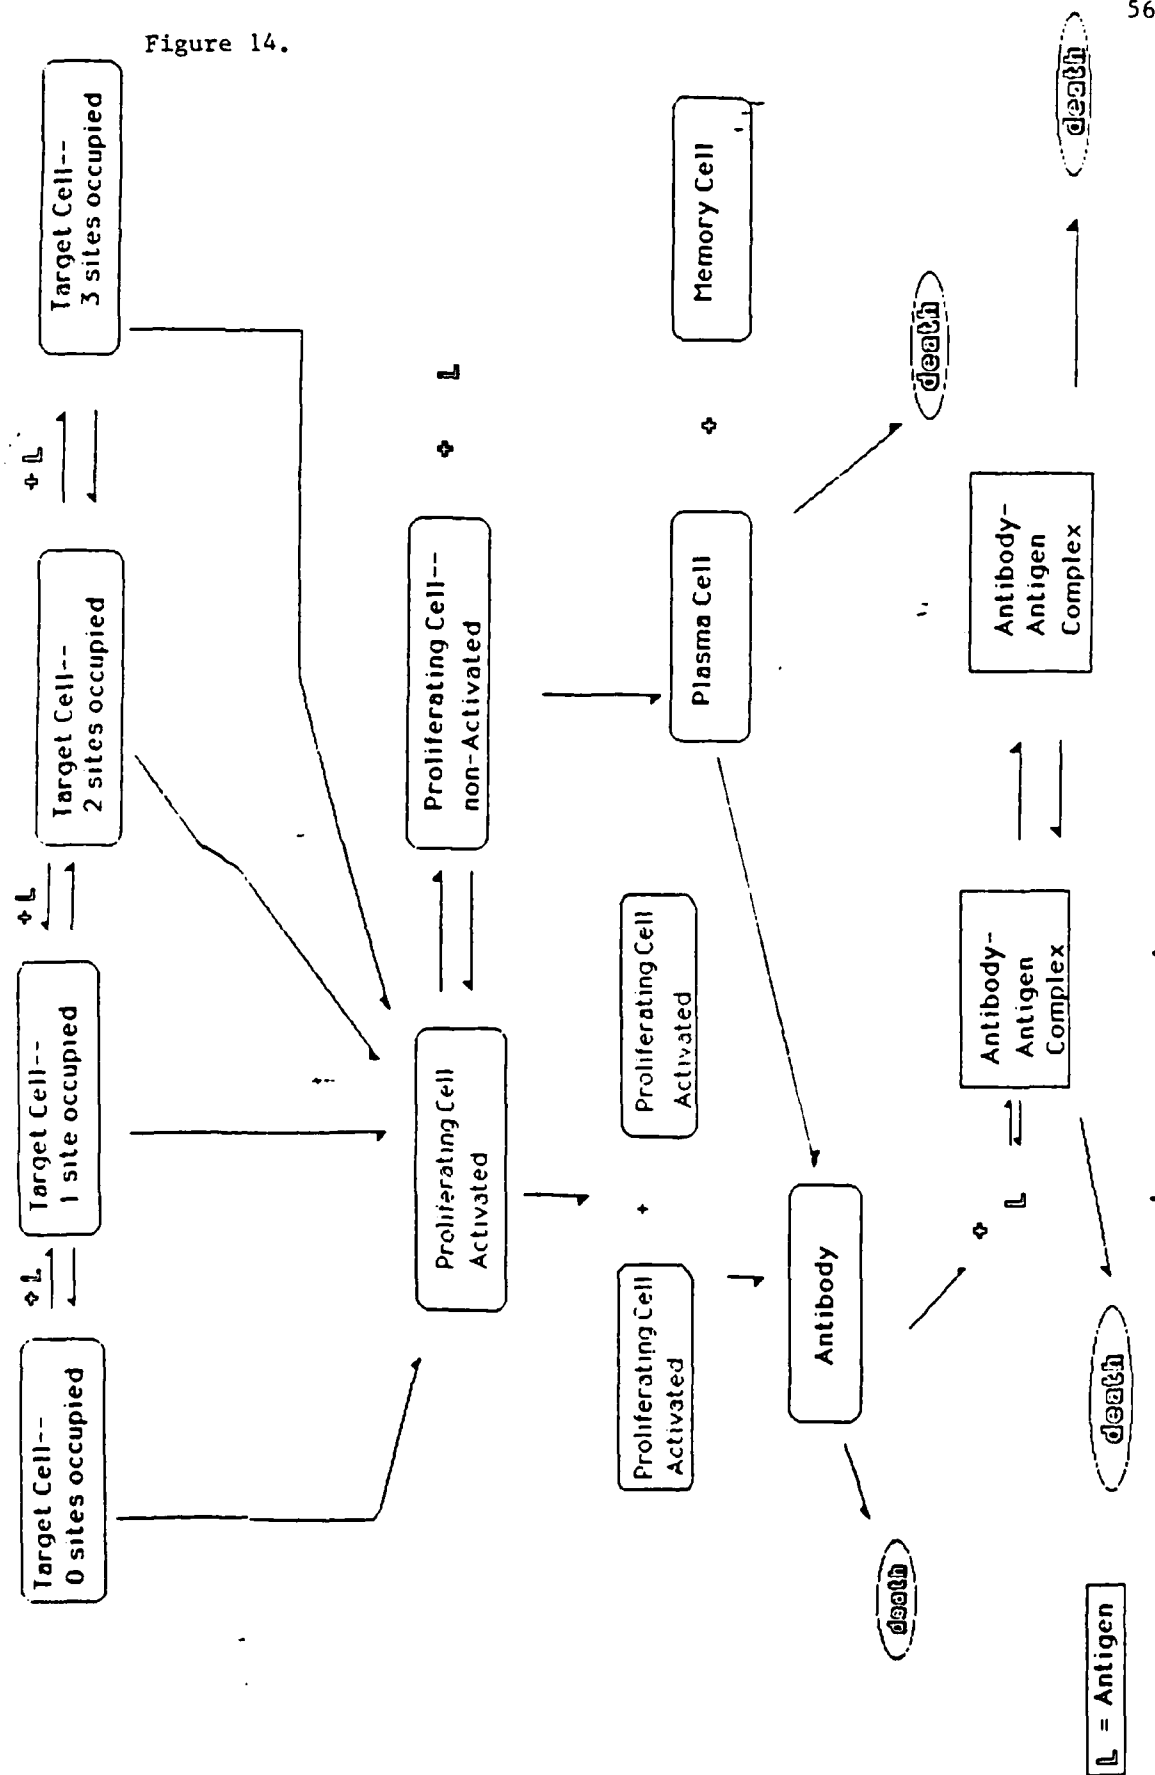 56
Figure 14.
Target Cell--
0 sites occupied
+L
Target Cell--
1 site occupied
+L
Target Cell--
2 sites occupied
+L
Target Cell--
3 sites occupied
Proliferating Cell
Activated
Proliferating Cell--
non-Activated
+ L
Proliferating Cell
Activated
+
Proliferating Cell
Activated
Plasma Cell
+
Memory Cell
Antibody
death
death
+
L
Antibody-
Antigen
Complex
Antibody-
Antigen
Complex
death
death
L = Antigen